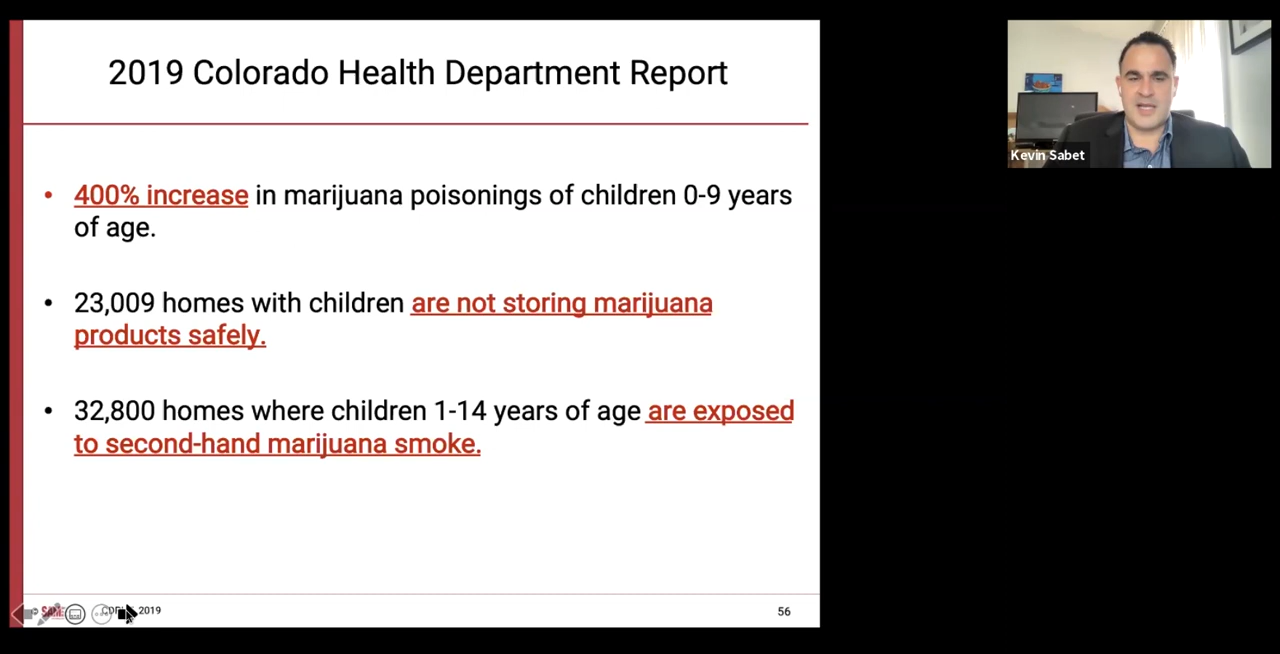 2019 Colorado Health Department Report
• 400% increase in marijuana poisonings of children 0-9 years
of age.
• 23,009 homes with children are not storing marijuana
products safely.
• 32,800 homes where children 1-14 years of age are exposed
to second-hand marijuana smoke.
2019
56
Kevin Sabet